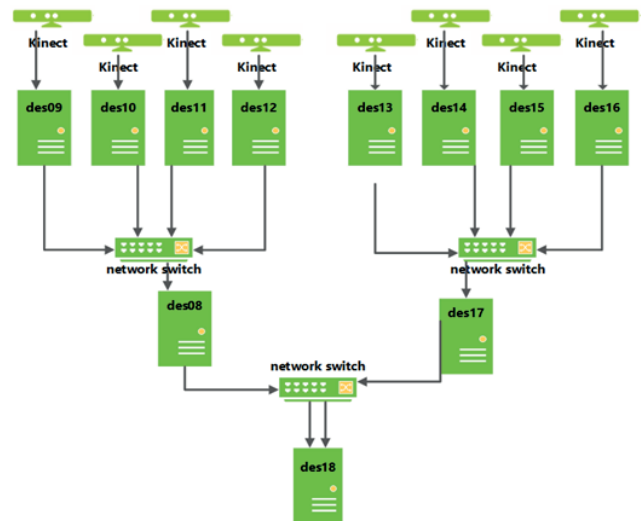 Kinect
Kinect
Kinect
Kinect
Kinect
Kinect
Kinect
Kinect
des09
des10
des11
des12
des13
des14
des15
des16
network switch
network switch
des08
des17
network switch
des18